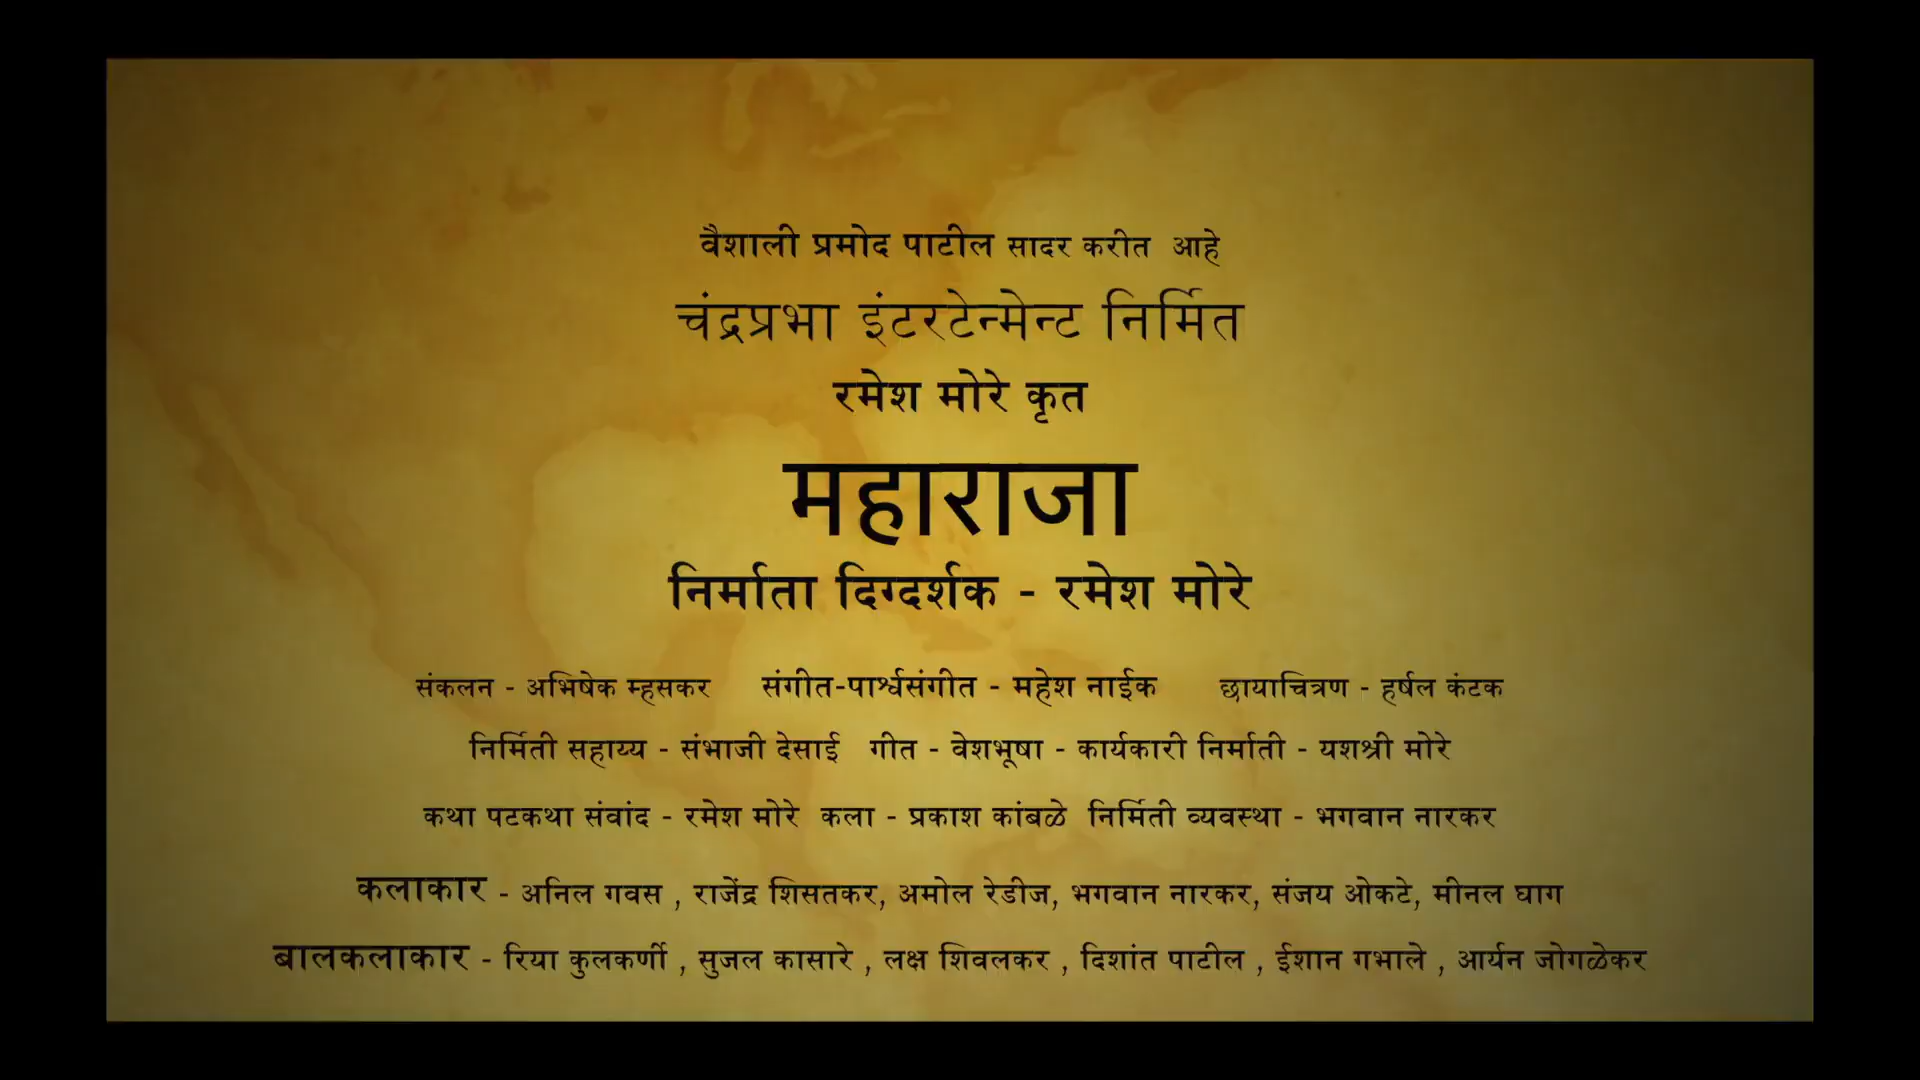 वैशाली प्रमोद पाटील सादर करीत आहे
चंद्रप्रभा इंटरटेन्मेन्ट निर्मित
रमेश मोरे कृत
महाराजा
निर्माता दिग्दर्शक - रमेश मोरे
संकलन - अभिषेक म्हसकर संगीत-पार्श्वसंगीत - महेश नाईक छायाचित्रण - हर्षल कंटक
निर्मिती सहाय्य - संभाजी देसाई गीत - वेशभूषा - कार्यकारी निर्माती - यशश्री मोरे
कथा पटकथा संवांद - रमेश मोरे कला - प्रकाश कांबळे निर्मिती व्यवस्था - भगवान नारकर
कलाकार - अनिल गवस , राजेंद्र शिसतकर, अमोल रेडीज, भगवान नारकर, संजय ओकटे, मीनल घाग
बालकलाकार - रिया कुलकर्णी , सुजल कासारे , लक्ष शिवलकर , दिशांत पाटील , ईशान गभाले , आर्यन जोगळेकर